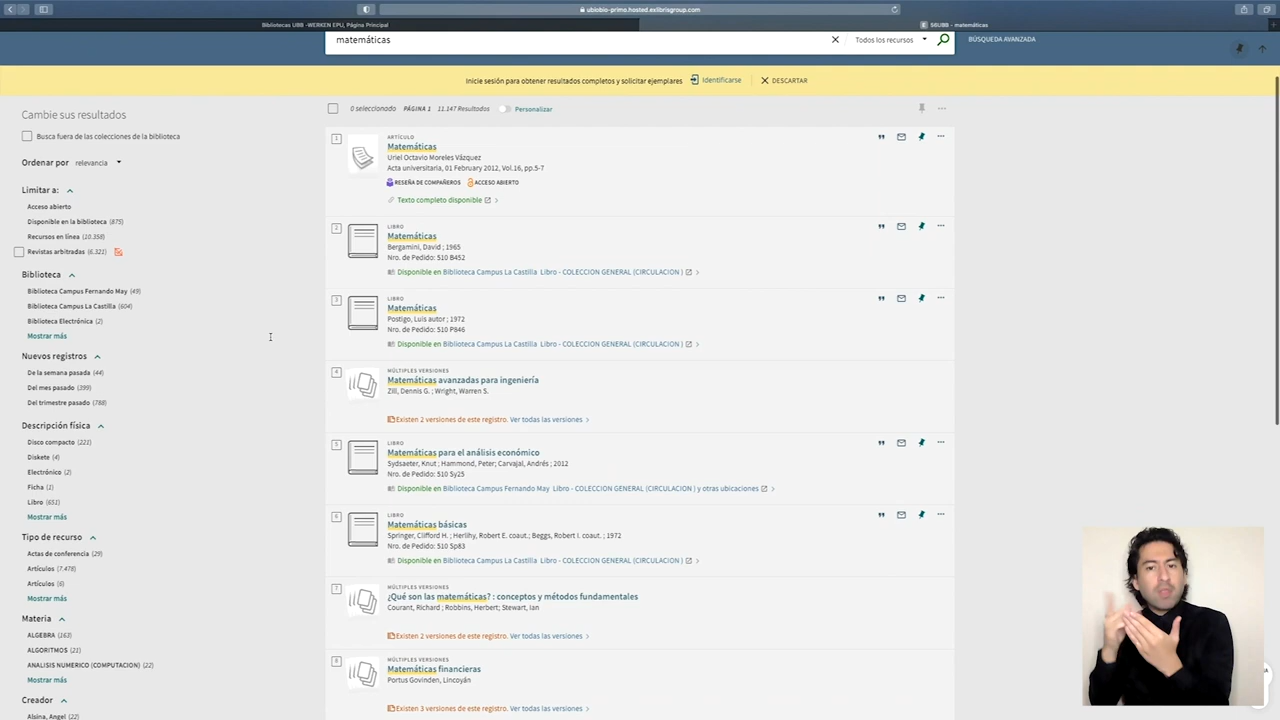 ubiobio-primo.hosted.exlibrisgroup.com
Bibliotecas UBB -WERKEN EPU, Página Principal
56UBB - matemáticas
matemáticas
Todos los recursos
BÚSQUEDA AVANZADA
Inicie sesión para obtener resultados completos y solicitar ejemplares
Identificarse
DESCARTAR
Cambie sus resultados
Busca fuera de las colecciones de la biblioteca
Ordenar por relevancia
Limitar a:
Acceso abierto
Disponible en la biblioteca (875)
Recursos en línea (10.358)
Revistas arbitradas (6.321)
Biblioteca
Biblioteca Campus Fernando May (49)
Biblioteca Campus La Castilla (604)
Biblioteca Electrónica (2)
Mostrar más
Nuevos registros
De la semana pasada (44)
Del mes pasado (399)
Del trimestre pasado (788)
Descripción física
Disco compacto (221)
Diskete (4)
Electrónico (2)
Ficha (1)
Libro (651)
Mostrar más
Tipo de recurso
Actas de conferencia (29)
Artículos (7.478)
Artículos (6)
Mostrar más
Materia
ALGEBRA (163)
ALGORITMOS (21)
ANALISIS NUMERICO (COMPUTACION) (22)
Mostrar más
Creador
Alsina, Angel (22)
0 seleccionado PÁGINA 1 11.147 Resultados Personalizar
1
ARTÍCULO
Matemáticas
Uriel Octavio Moreles Vázquez
Acta universitaria, 01 February 2012, Vol.16, pp.5-7
RESEÑA DE COMPAÑEROS ACCESO ABIERTO
Texto completo disponible
2
LIBRO
Matemáticas
Bergamini, David ; 1965
Nro. de Pedido: 510 B452
Disponible en Biblioteca Campus La Castilla Libro - COLECCION GENERAL (CIRCULACION )
3
LIBRO
Matemáticas
Postigo, Luis autor ; 1972
Nro. de Pedido: 510 P846
Disponible en Biblioteca Campus La Castilla Libro - COLECCION GENERAL (CIRCULACION )
4
MÚLTIPLES VERSIONES
Matemáticas avanzadas para ingeniería
Zill, Dennis G. ; Wright, Warren S.
Existen 2 versiones de este registro. Ver todas las versiones
5
LIBRO
Matemáticas para el análisis económico
Sydsaeter, Knut ; Hammond, Peter; Carvajal, Andrés ; 2012
Nro. de Pedido: 510 Sy25
Disponible en Biblioteca Campus Fernando May Libro - COLECCION GENERAL (CIRCULACION ) y otras ubicaciones
6
LIBRO
Matemáticas básicas
Springer, Clifford H. ; Herlihy, Robert E. coaut.; Beggs, Robert I. coaut. ; 1972
Nro. de Pedido: 510 Sp83
Disponible en Biblioteca Campus La Castilla Libro - COLECCION GENERAL (CIRCULACION )
7
MÚLTIPLES VERSIONES
¿Qué son las matemáticas? : conceptos y métodos fundamentales
Courant, Richard ; Robbins, Herbert; Stewart, Ian
Existen 2 versiones de este registro. Ver todas las versiones
8
MÚLTIPLES VERSIONES
Matemáticas financieras
Portus Govinden, Lincoyán
Existen 3 versiones de este registro. Ver todas las versiones